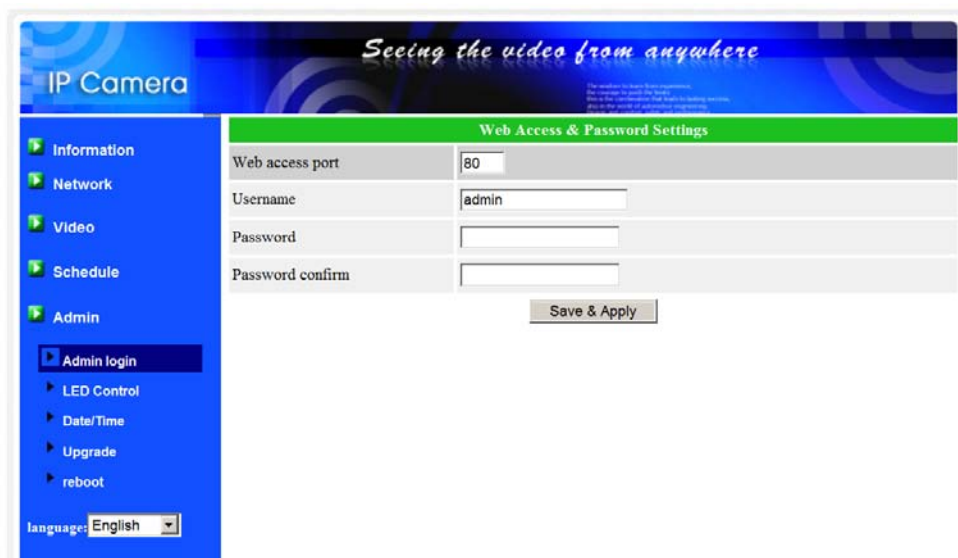 Seeing the video from anywhere
IP Camera
Web Access & Password Settings
Information
Network
Video
Schedule
Admin
Admin login
LED Control
Date/Time
Upgrade
reboot
language: English
Web access port 80
Username admin
Password
Password confirm
Save & Apply